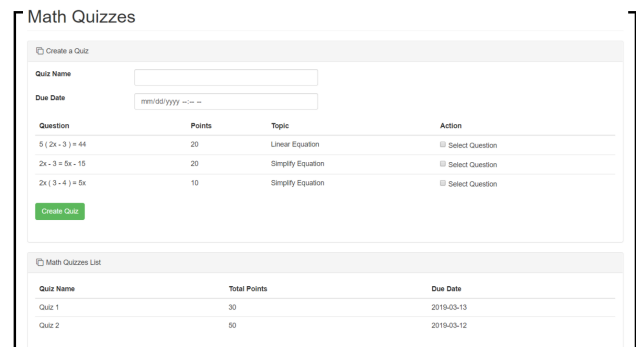 Math Quizzes
Create a Quiz
Quiz Name
Due Date mm/dd/yyyy --:-- --
Question Points Topic Action
5 ( 2x - 3 ) = 44 20 Linear Equation Select Question
2x - 3 = 5x - 15 20 Simplify Equation Select Question
2x ( 3 - 4 ) = 5x 10 Simplify Equation Select Question
Create Quiz
Math Quizzes List
Quiz Name Total Points Due Date
Quiz 1 30 2019-03-13
Quiz 2 50 2019-03-12